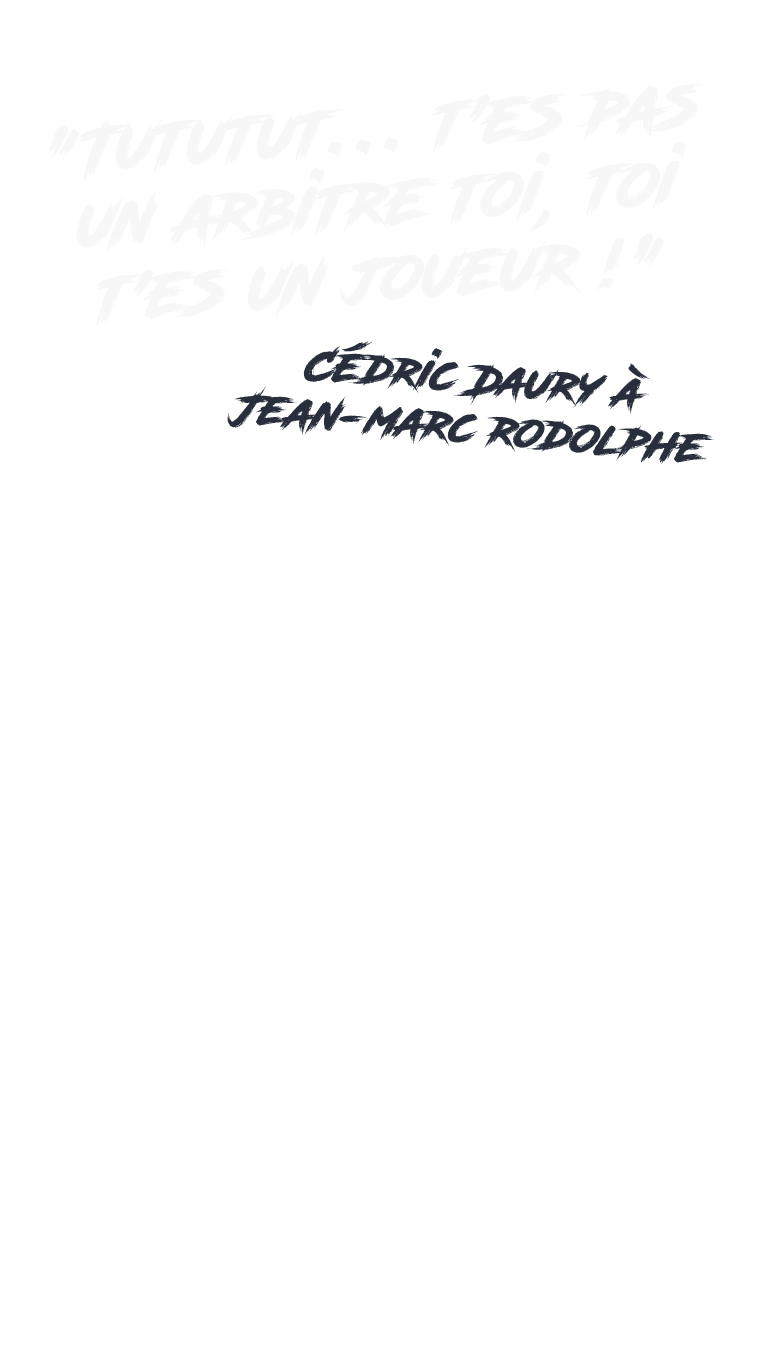 "TUTUTUT... T'ES PAS
UN ARBITRE TOI, TOI
T'ES UN JOUEUR !"
CÉDRIC DAURY À
JEAN-MARC RODOLPHE